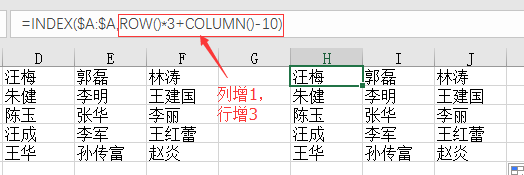 =INDEX($A:$A,ROW()*3+COLUMN()-10)
D E F G H I J
汪梅 郭磊 林涛 汪梅 郭磊 林涛
朱健 李明 王建国 列增1， 朱健 李明 王建国
陈玉 张华 李丽 行增3 陈玉 张华 李丽
汪成 李军 王红蕾 汪成 李军 王红蕾
王华 孙传富 赵炎 王华 孙传富 赵炎